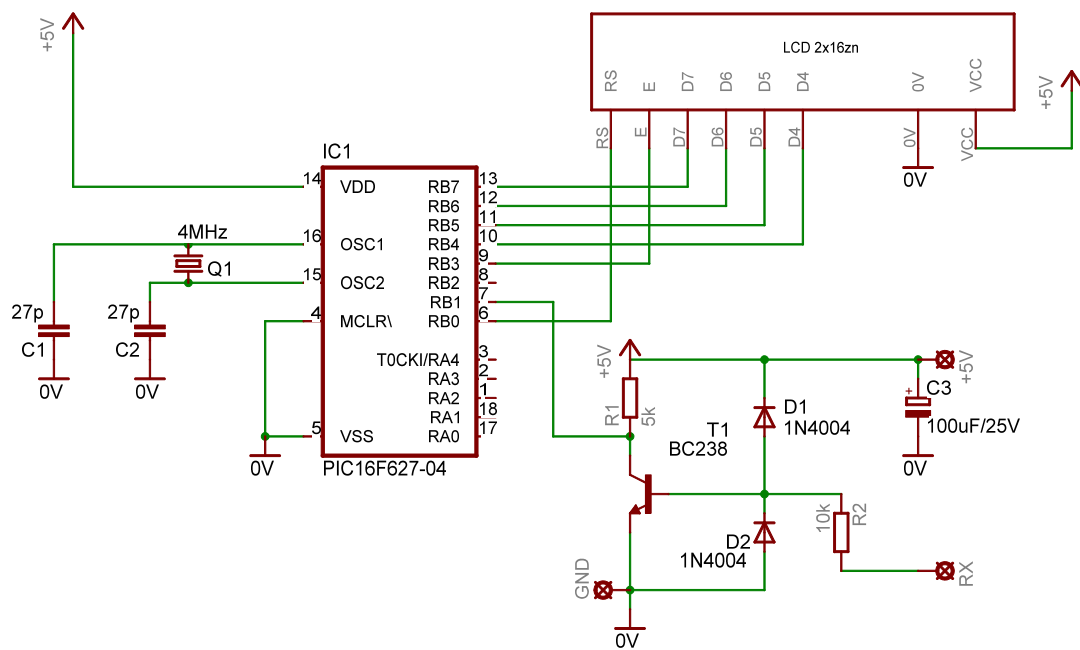 +5V
LCD 2x16zn
RS E D7 D6 D5 D4 0V VCC
+5V
RS E D7 D6 D5 D4 0V VCC
0V
IC1
14 VDD RB7 13
RB6 12
RB5 11
16 OSC1 RB4 10
RB3 9
15 OSC2 RB2 8
RB1 7
4 MCLR\ RB0 6
T0CKI/RA4 3
RA3 2
RA2 1
RA1 18
5 VSS RA0 17
PIC16F627-04
4MHz
Q1
27p
C1
0V
27p
C2
0V
0V
+5V
R1
5k
T1
BC238
D1
1N4004
+5V
+
C3
100uF/25V
0V
D2
1N4004
10k
R2
GND
RX
0V